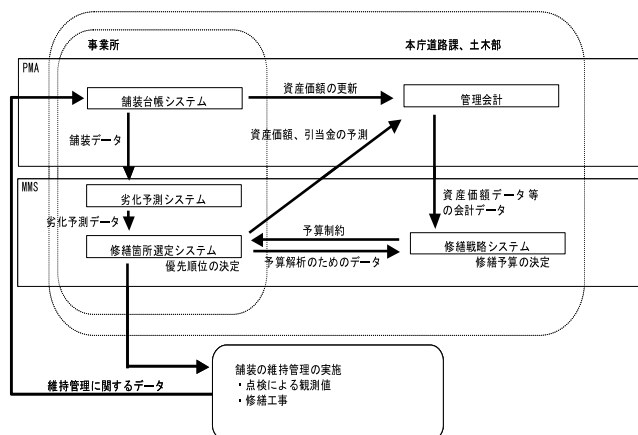 事業所
本庁道路課、土木部
PMA
舗装台帳システム
資産価額の更新
管理会計
舗装データ
資産価額、引当金の予測
MMS
劣化予測システム
資産価額データ等
の会計データ
劣化予測データ
予算制約
修繕箇所選定システム
優先順位の決定
予算解析のためのデータ
修繕戦略システム
修繕予算の決定
舗装の維持管理の実施
・点検による観測値
・修繕工事
維持管理に関するデータ